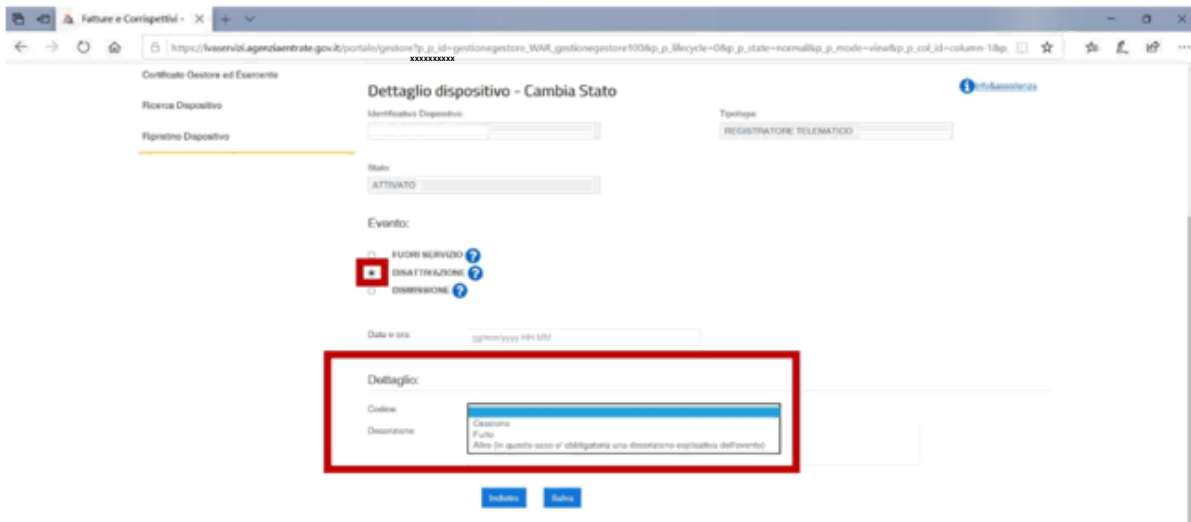 Fatture e Corrispettivi -
https://ivaservizi.agenziaentrate.gov.it/portale/gestore?p_p_id=gestionegestore_WAR_gestionegestore100&p_p_lifecycle=0&p_p_state=normal&p_p_mode=view&p_p_col_id=column-1&p_
xxxxxxxxxx
Certificato Gestore ed Esercente
Dettaglio dispositivo - Cambia Stato
Info&assistenza
Ricerca Dispositivo
Identificativo Dispositivo:
Tipologia:
REGISTRATORE TELEMATICO
Ripristino Dispositivo
Stato:
ATTIVATO
Evento:
FUORI SERVIZIO ?
DISATTIVAZIONE ?
DISMISSIONE ?
Data e ora:
gg/mm/yyyy HH:MM
Dettaglio:
Codice:
Cessione
Descrizione
Furto
Altro (in questo caso e' obbligatoria una descrizione esplicativa dell'evento)
Indietro
Salva